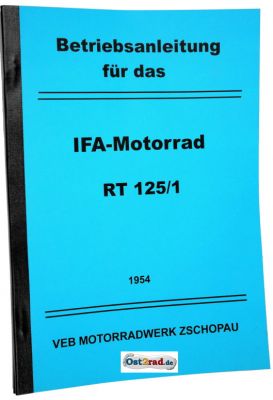 Betriebsanleitung
für das
IFA-Motorrad
RT 125/1
1954
VEB MOTORRADWERK ZSCHOPAU
Ost2rad.de